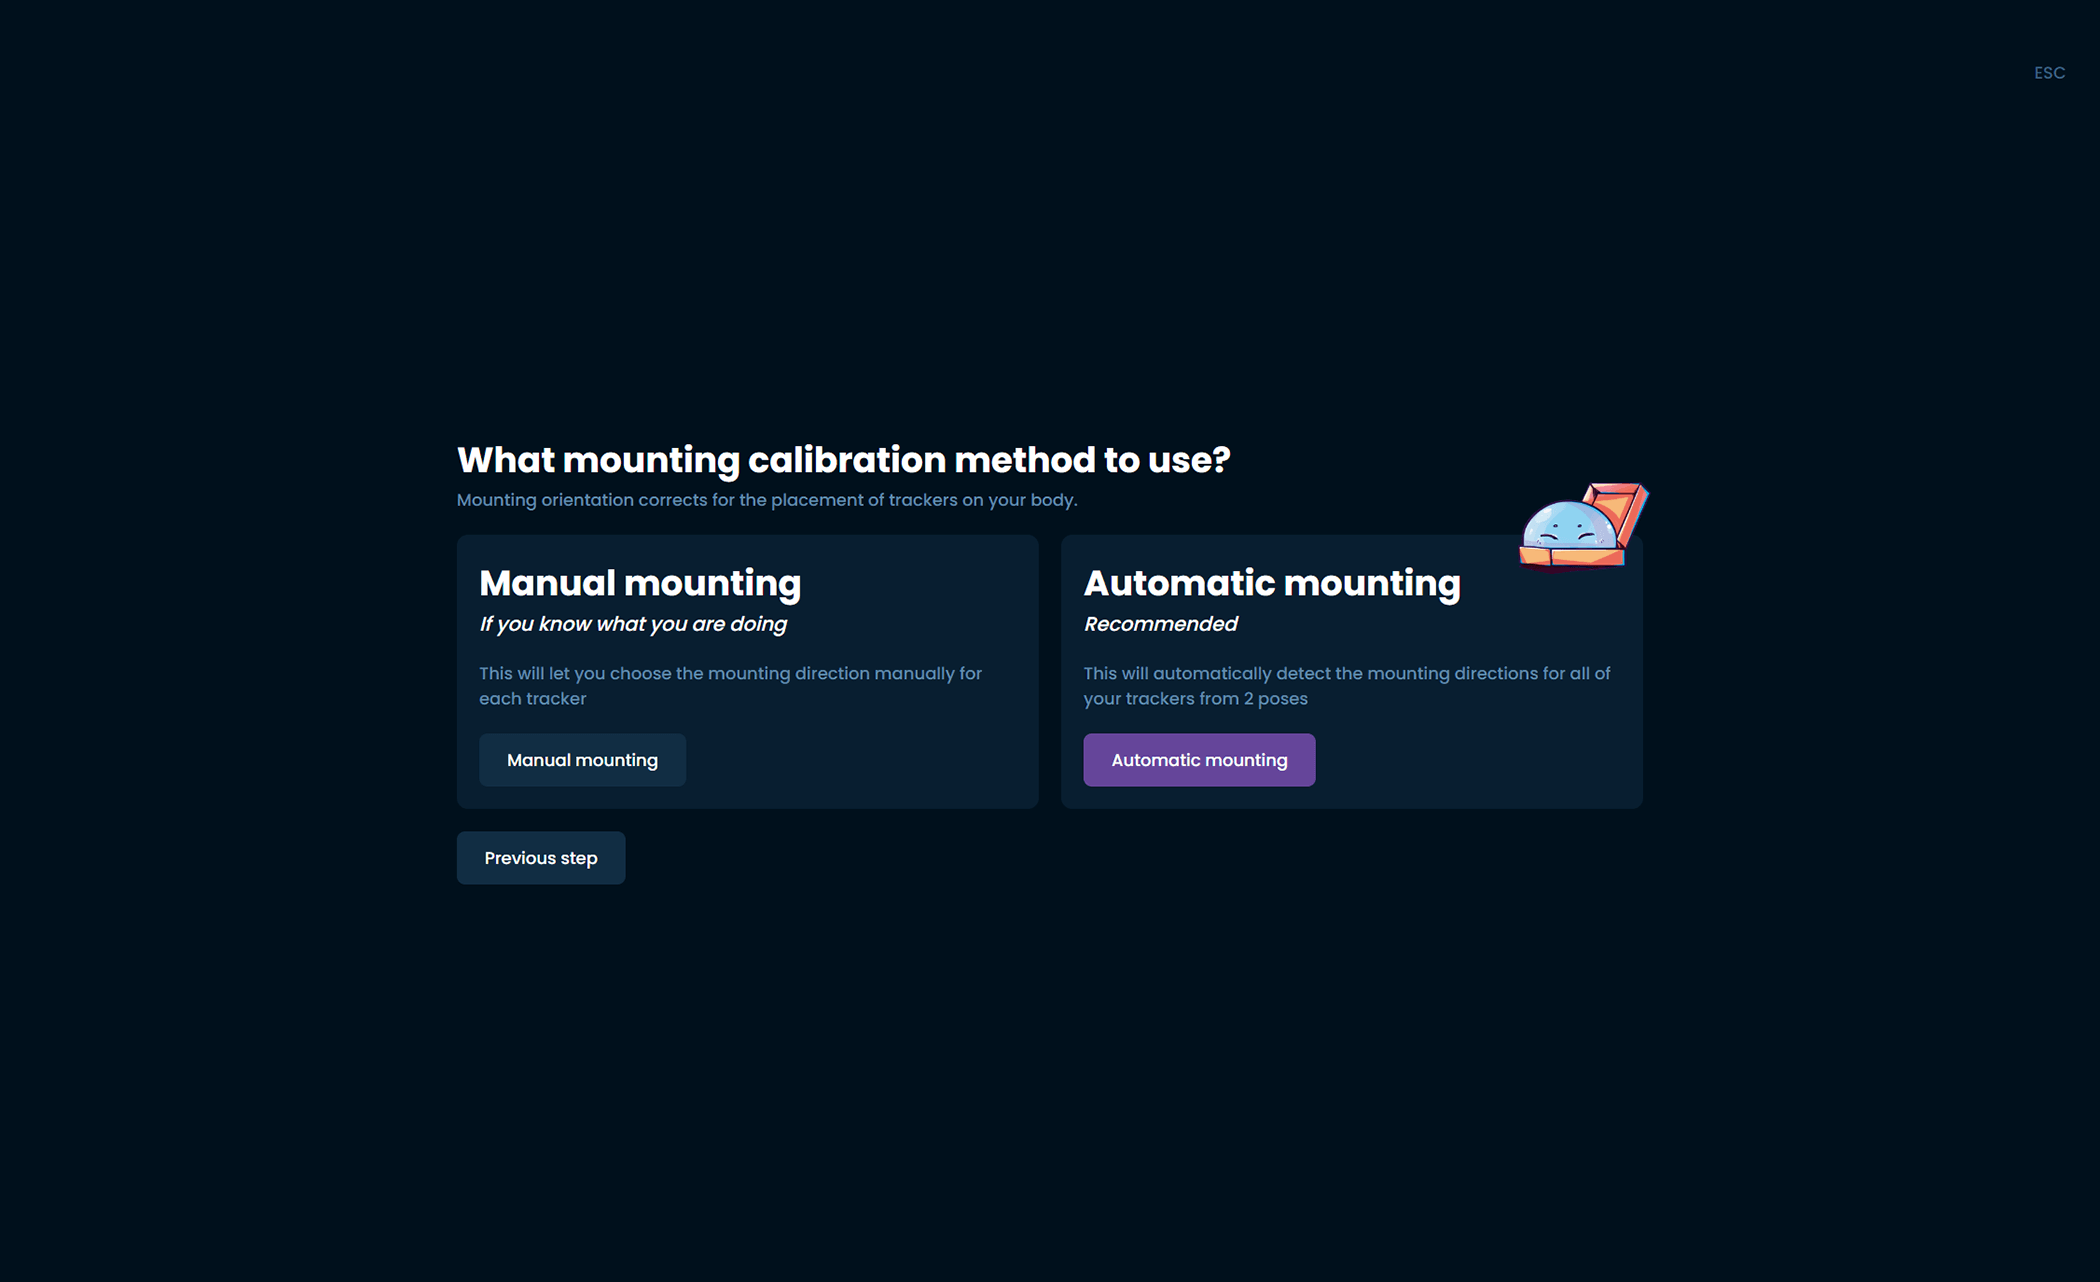 ESC
What mounting calibration method to use?
Mounting orientation corrects for the placement of trackers on your body.
Manual mounting
If you know what you are doing
This will let you choose the mounting direction manually for
each tracker
Manual mounting
Automatic mounting
Recommended
This will automatically detect the mounting directions for all of
your trackers from 2 poses
Automatic mounting
Previous step